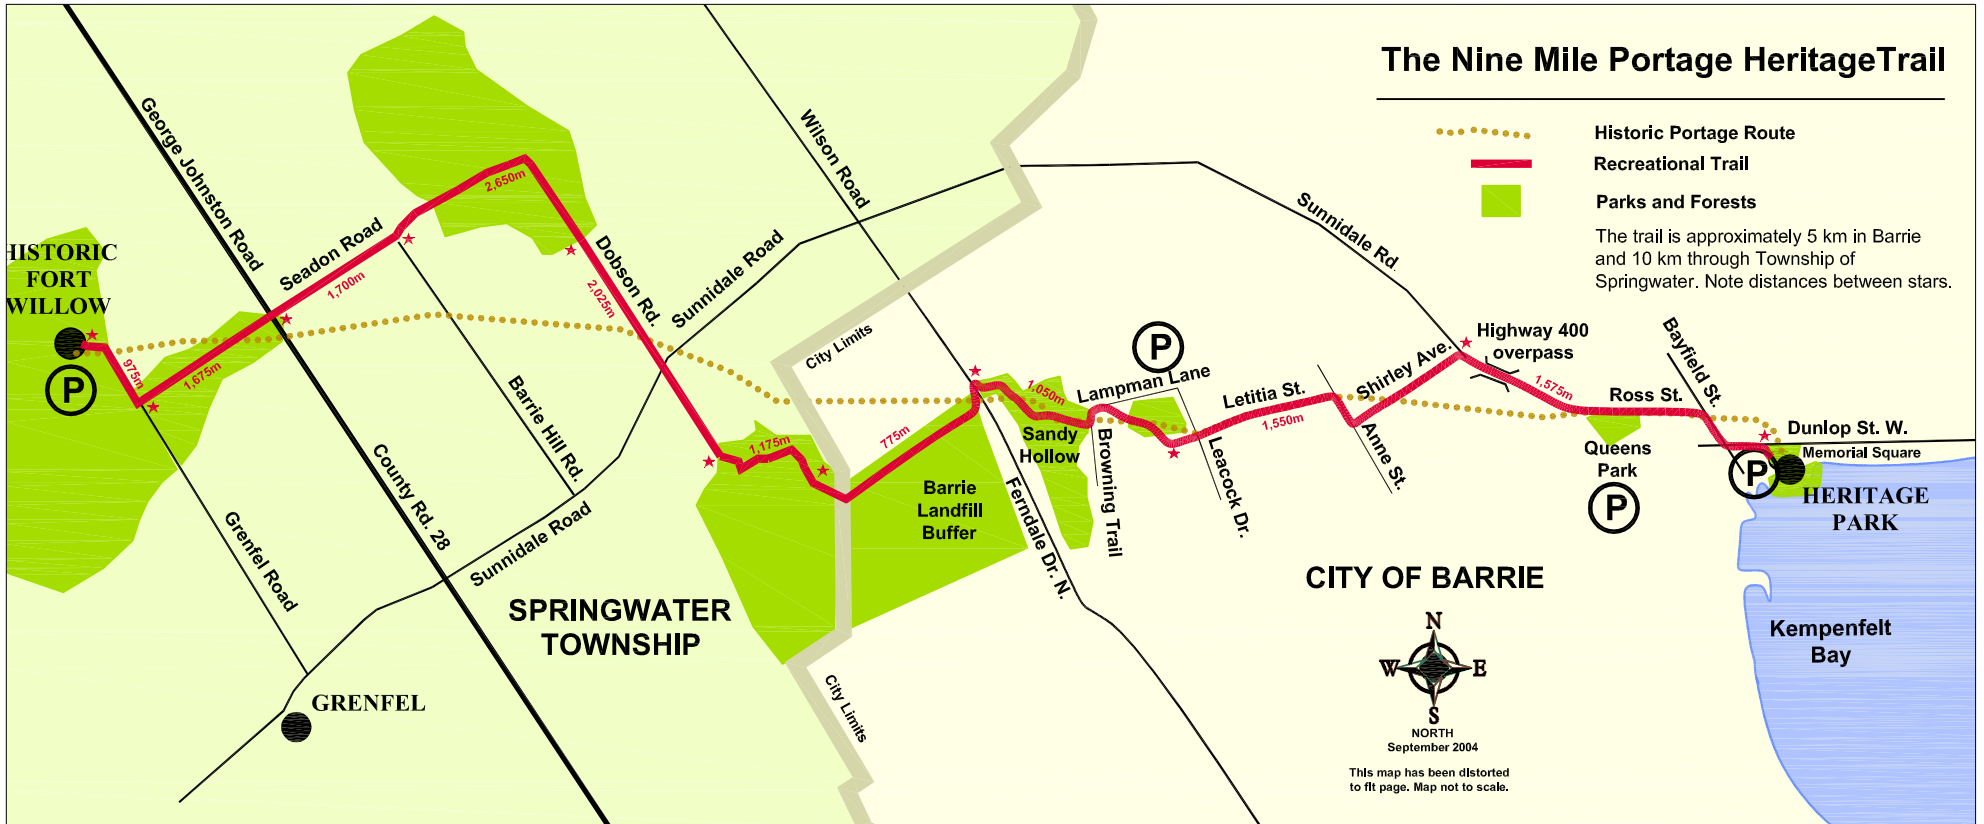 The Nine Mile Portage HeritageTrail
Historic Portage Route
Recreational Trail
Parks and Forests
The trail is approximately 5 km in Barrie
and 10 km through Township of
Springwater. Note distances between stars.
HISTORIC
FORT
WILLOW
P
975m
1,675m
George Johnston Road
Seadon Road
1,700m
2,650m
Dobson Rd.
2,025m
Sunnidale Road
Wilson Road
Barrie Hill Rd.
County Rd. 28
Grenfel Road
Sunnidale Road
GRENFEL
SPRINGWATER
TOWNSHIP
1,175m
City Limits
City Limits
775m
Barrie
Landfill
Buffer
1,050m
Sandy
Hollow
Ferndale Dr. N.
Browning Trail
Lampman Lane
P
Leacock Dr.
Letitia St.
1,550m
Anne St.
Shirley Ave.
Sunnidale Rd.
Highway 400
overpass
1,575m
Ross St.
Bayfield St.
Queens
Park
P
Dunlop St. W.
Memorial Square
P
HERITAGE
PARK
Kempenfelt
Bay
CITY OF BARRIE
N
W
E
S
NORTH
September 2004
This map has been distorted
to fit page. Map not to scale.